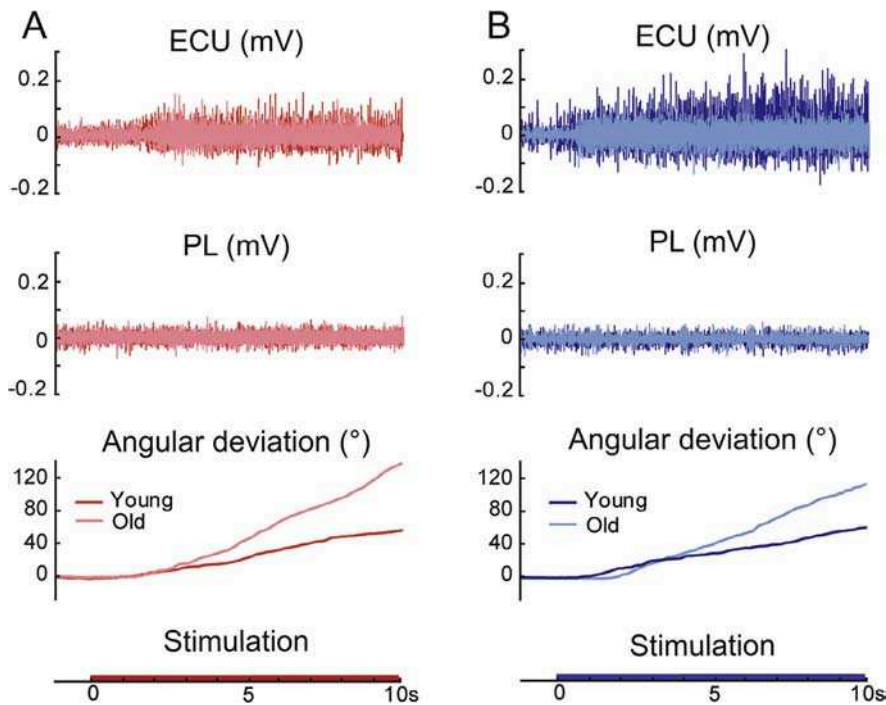 A
ECU (mV)
0.2
0
-0.2
PL (mV)
0.2
0
-0.2
Angular deviation (°)
120
80
40
0
Young
Old
Stimulation
0 5 10s
B
ECU (mV)
0.2
0
-0.2
PL (mV)
0.2
0
-0.2
Angular deviation (°)
120
80
40
0
Young
Old
Stimulation
0 5 10s